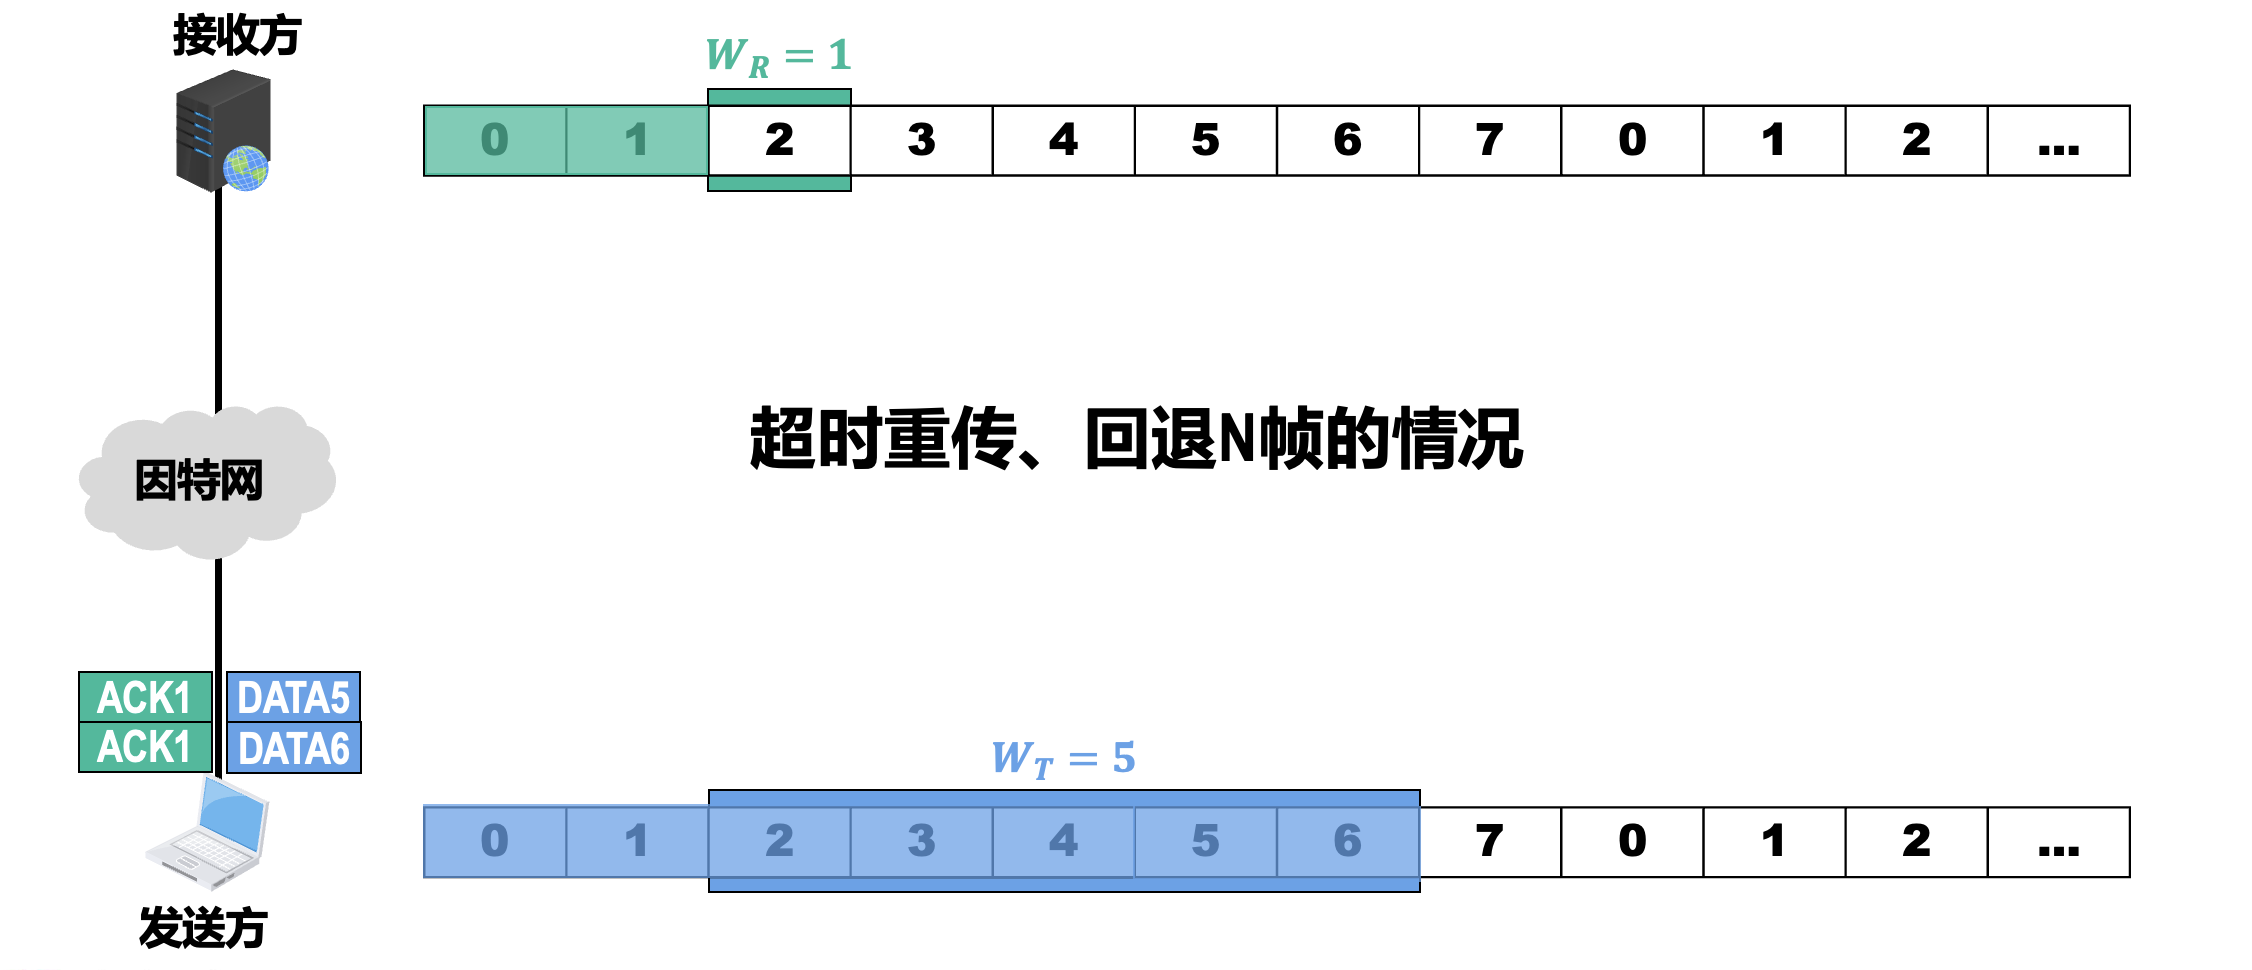 接收方
W_R = 1
0 1 2 3 4 5 6 7 0 1 2 ...
超时重传、回退N帧的情况
因特网
ACK1 DATA5
ACK1 DATA6
W_T = 5
0 1 2 3 4 5 6 7 0 1 2 ...
发送方